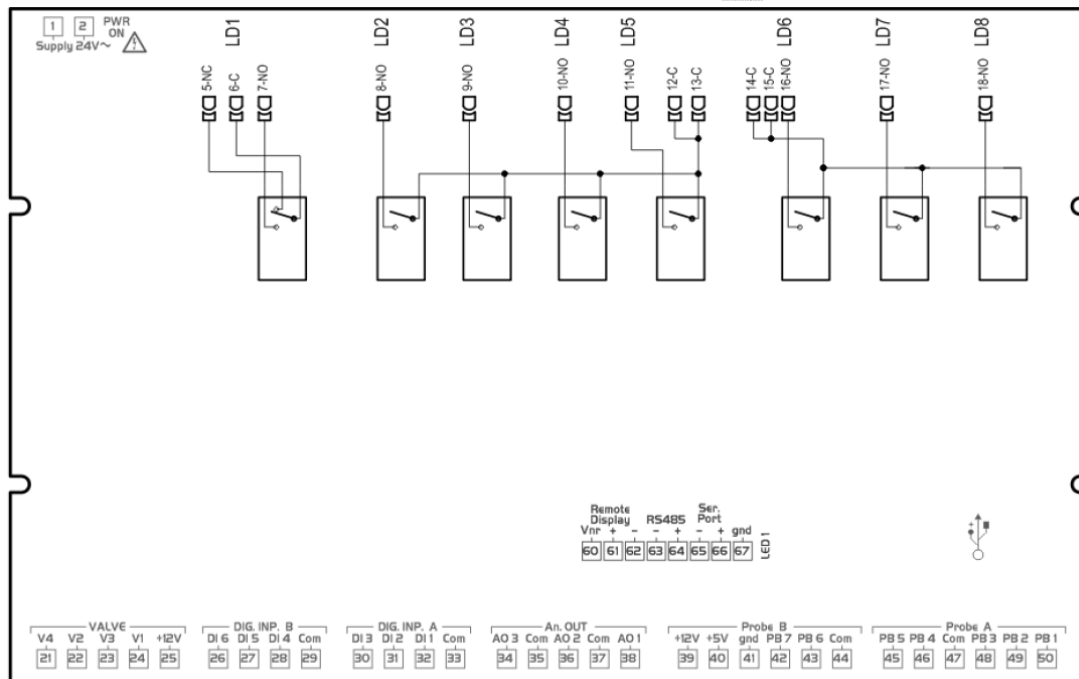 1 2 PWR ON
Supply 24V~
LD1 LD2 LD3 LD4 LD5 LD6 LD7 LD8
5-NC 6-C 7-NO 8-NO 9-NO 10-NO 11-NO 12-C 13-C 14-C 15-C 16-NO 17-NO 18-NO
Remote Display RS485 Ser. Port
Vnr + - - + - + gnd
60 61 62 63 64 65 66 67 LED1
VALVE DIG. INP. B DIG. INP. A An. OUT Probe B Probe A
V4 V2 V3 V1 +12V DI 6 DI 5 DI 4 Com DI 3 DI 2 DI 1 Com AO 3 Com AO 2 Com AO 1 +12V +5V gnd PB 7 PB 6 Com PB 5 PB 4 Com PB 3 PB 2 PB 1
21 22 23 24 25 26 27 28 29 30 31 32 33 34 35 36 37 38 39 40 41 42 43 44 45 46 47 48 49 50